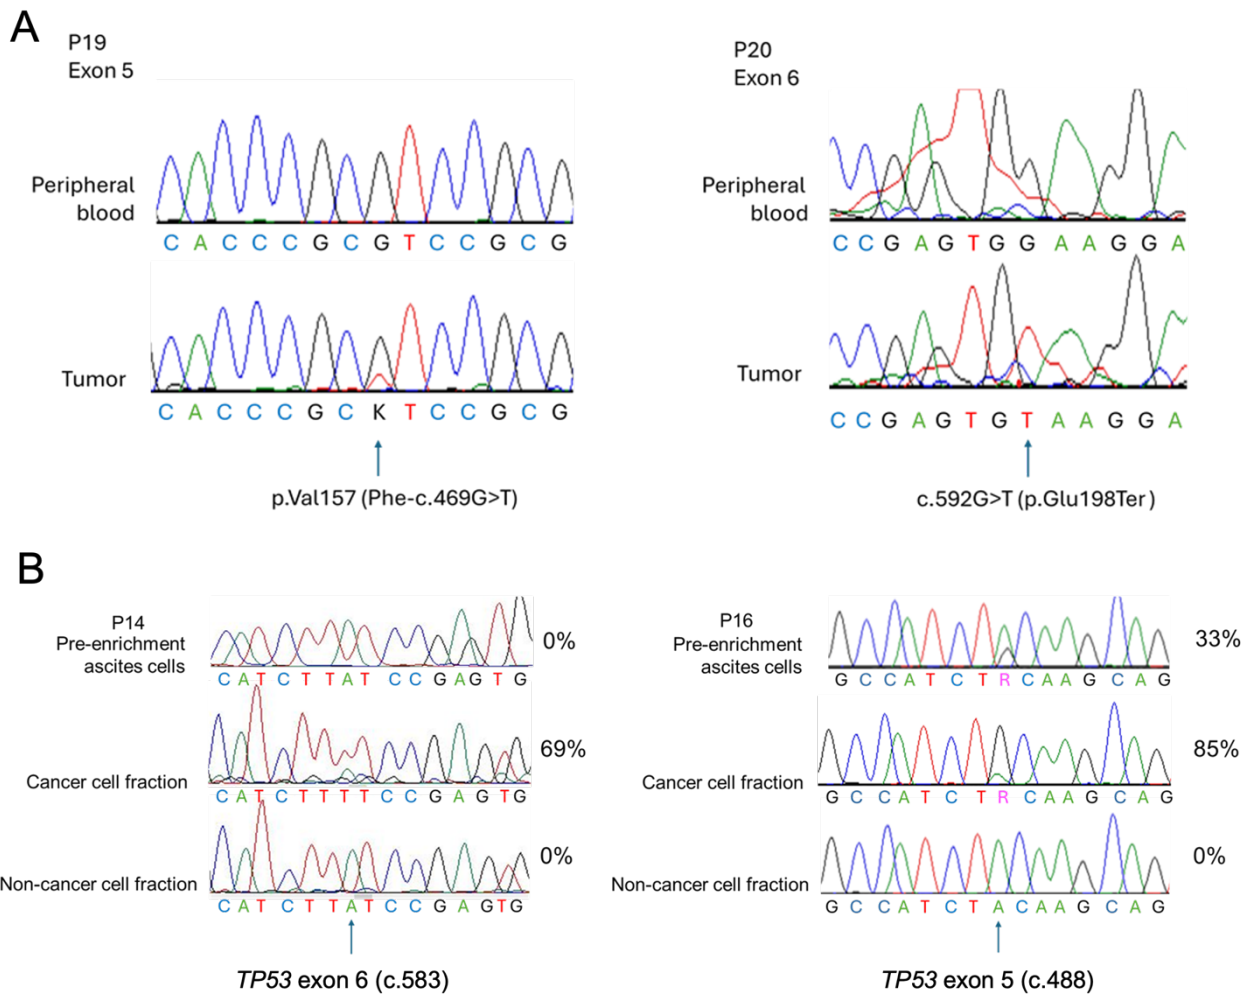 A
P19
Exon 5
Peripheral
blood
C A C C C G C G T C C G C G
Tumor
C A C C C G C K T C C G C G
p.Val157 (Phe-c.469G>T)
P20
Exon 6
Peripheral
blood
C C G A G T G G A A G G A
Tumor
C C G A G T G T A A G G A
c.592G>T (p.Glu198Ter)
B
P14
Pre-enrichment
ascites cells
0%
C A T C T T A T C C G A G T G
Cancer cell fraction
69%
C A T C T T T T C C G A G T G
Non-cancer cell fraction
0%
C A T C T T A T C C G A G T G
TP53 exon 6 (c.583)
P16
Pre-enrichment
ascites cells
33%
G C C A T C T R C A A G C A G
Cancer cell fraction
85%
G C C A T C T R C A A G C A G
Non-cancer cell fraction
0%
G C C A T C T A C A A G C A G
TP53 exon 5 (c.488)